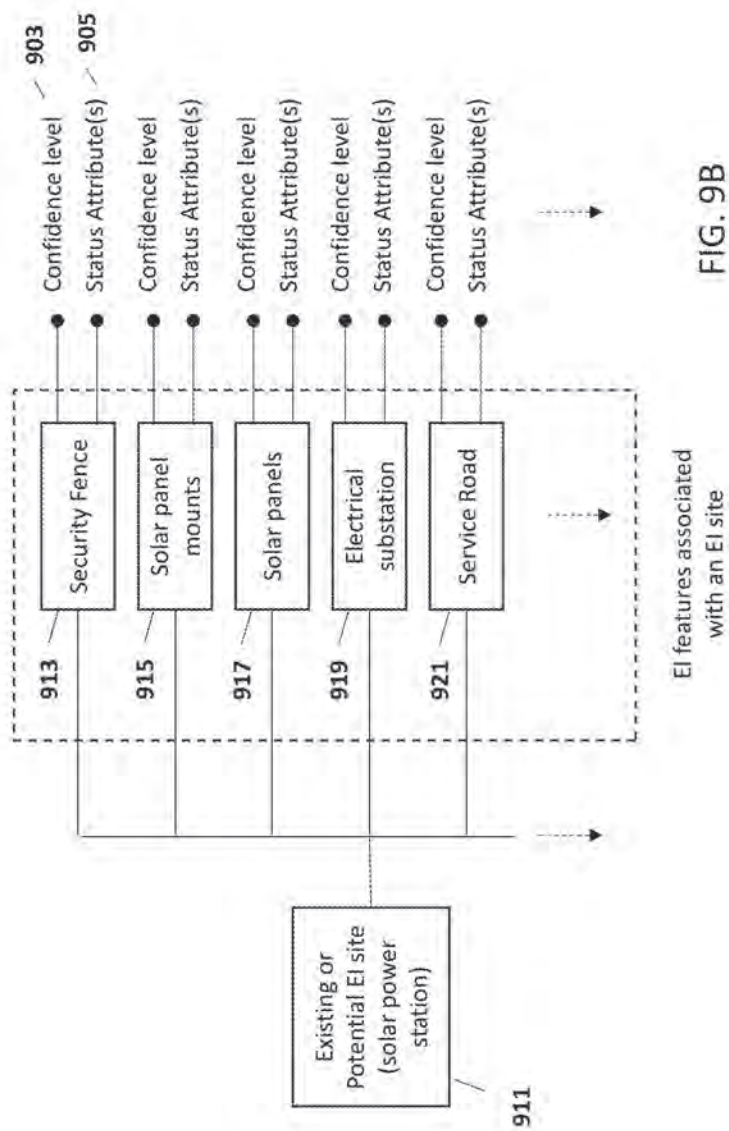 Existing or
Potential EI site
(solar power
station)
911
913
Security Fence
Confidence level
903
Status Attribute(s)
905
915
Solar panel
mounts
Confidence level
Status Attribute(s)
917
Solar panels
Confidence level
Status Attribute(s)
919
Electrical
substation
Confidence level
Status Attribute(s)
921
Service Road
Confidence level
Status Attribute(s)
EI features associated
with an EI site
FIG. 9B